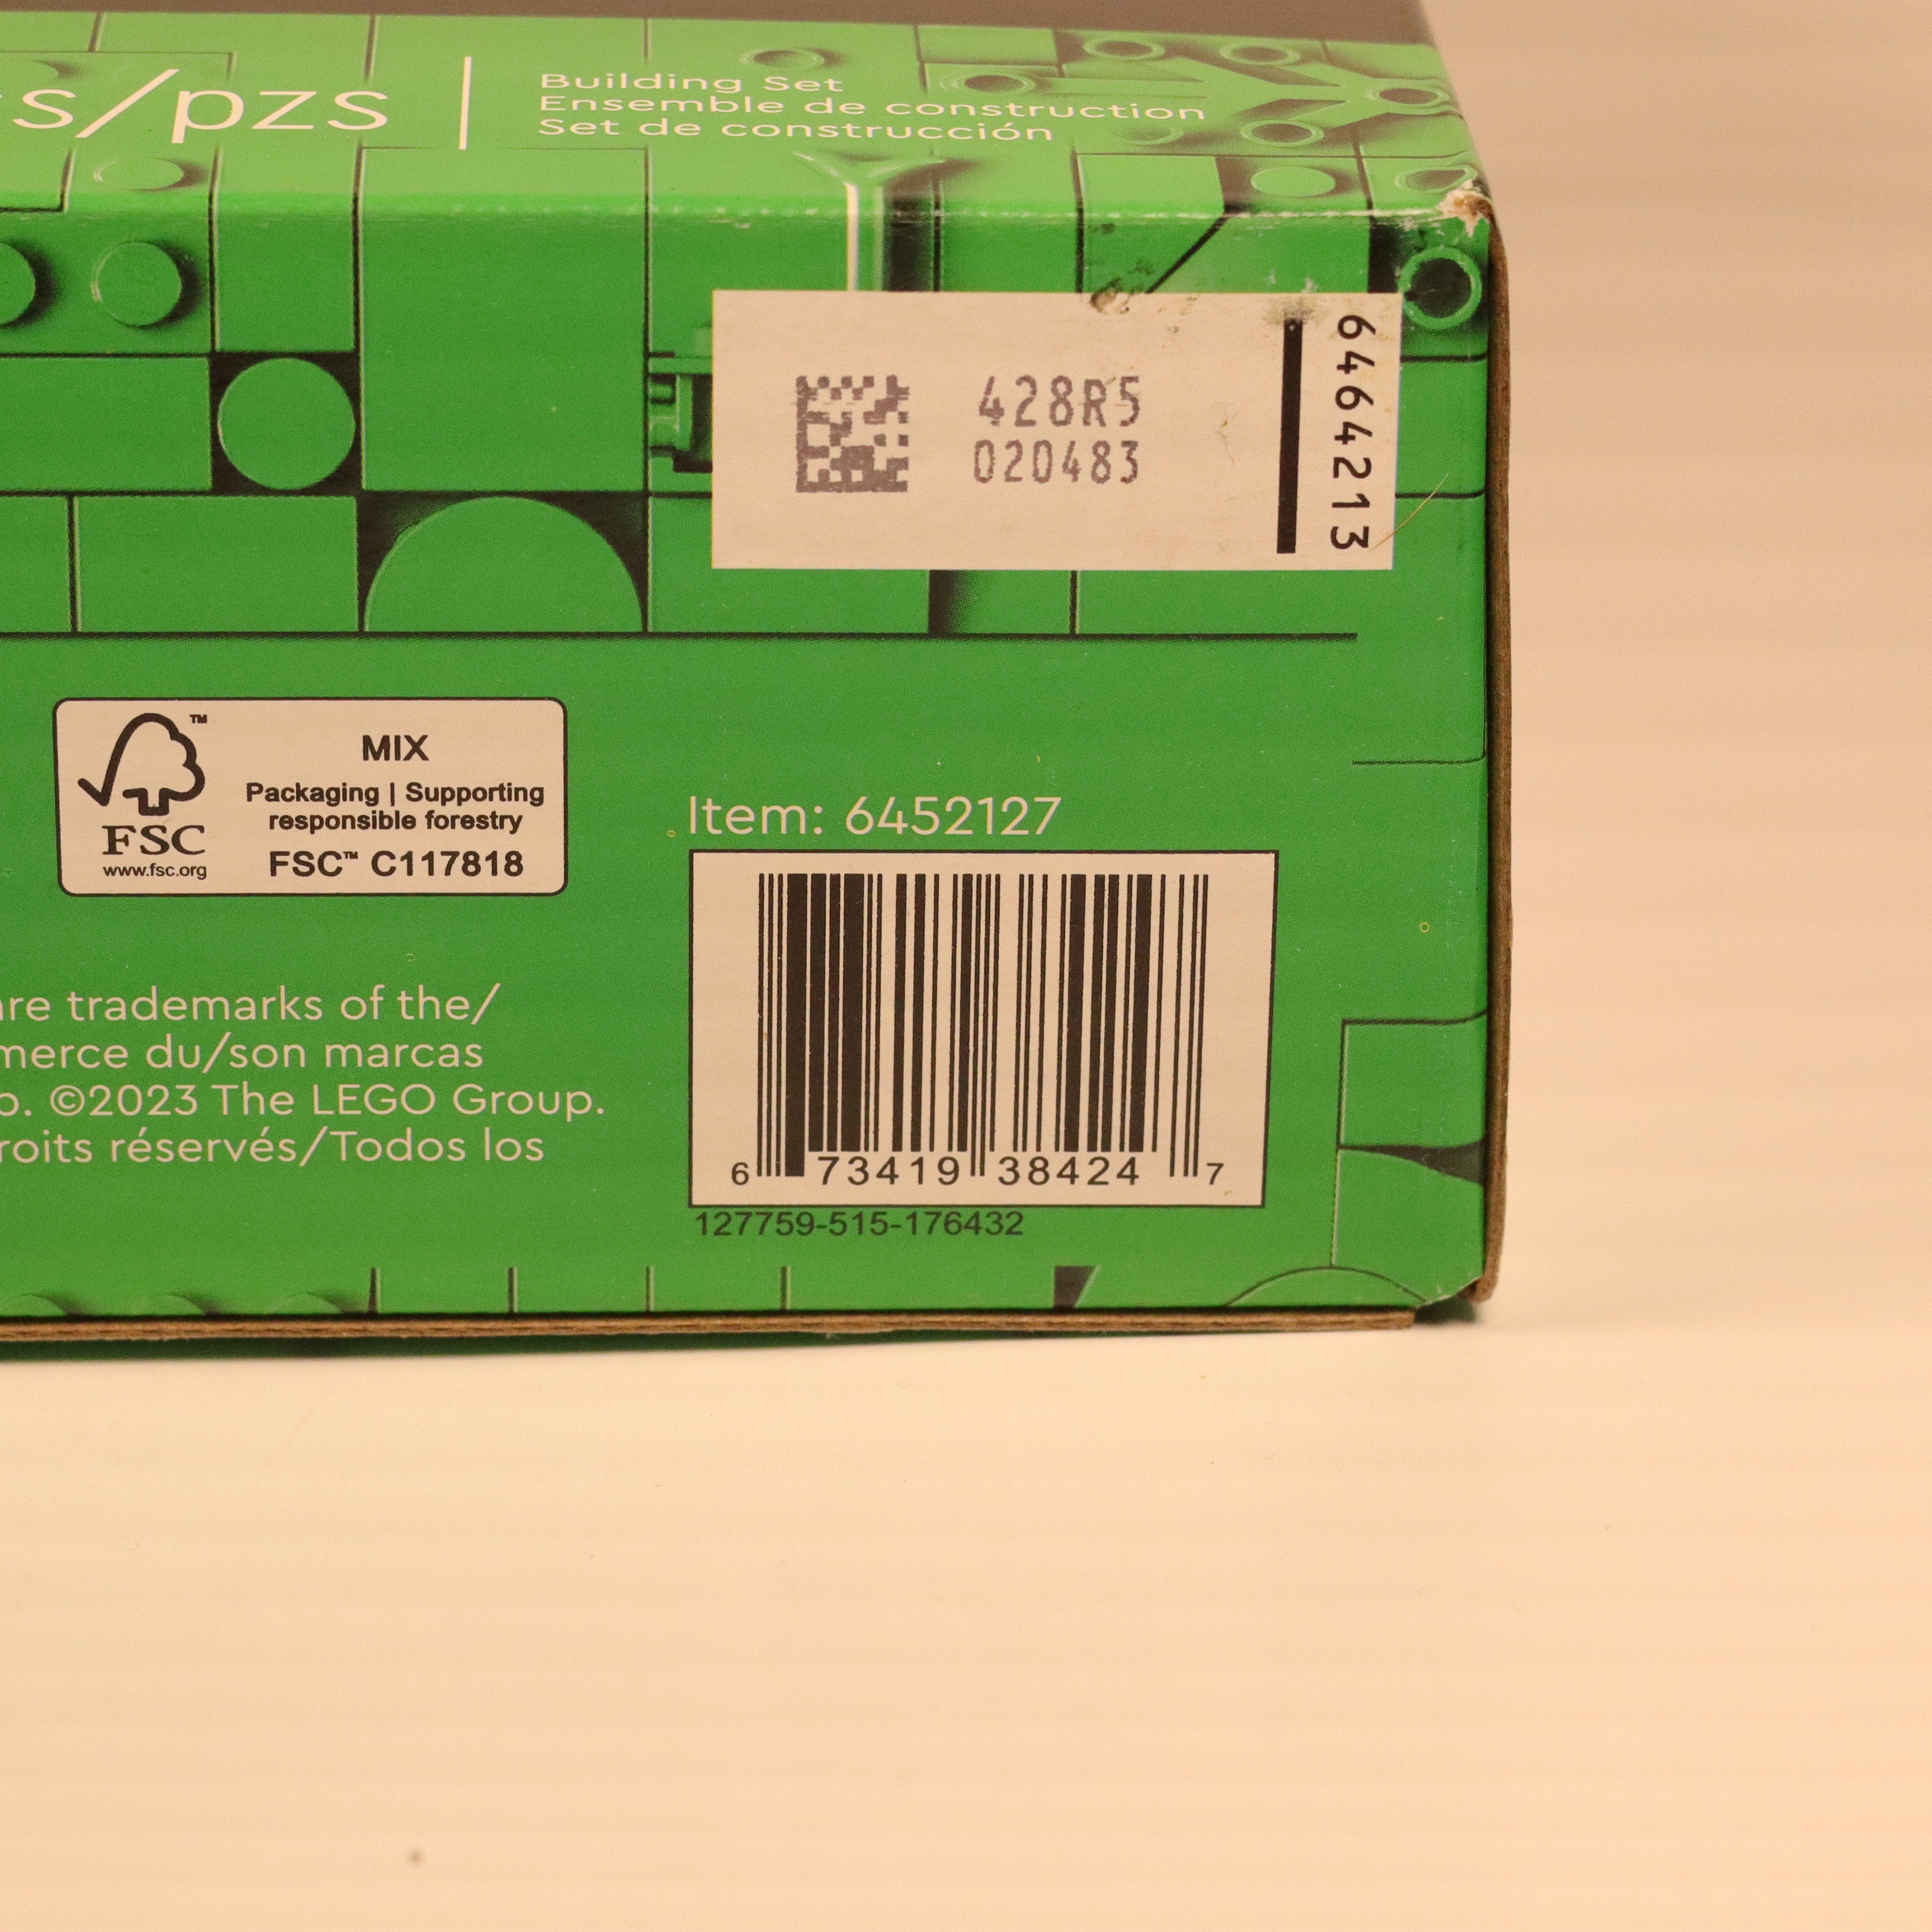 s/pzs
Building Set
Ensemble de construction
Set de construcción
428R5
020483
6464213
TM
MIX
Packaging | Supporting
responsible forestry
FSC™ C117818
FSC
www.fsc.org
Item: 6452127
6 73419 38424 7
127759-515-176432
are trademarks of the/
merce du/son marcas
o. ©2023 The LEGO Group.
roits réservés/Todos los